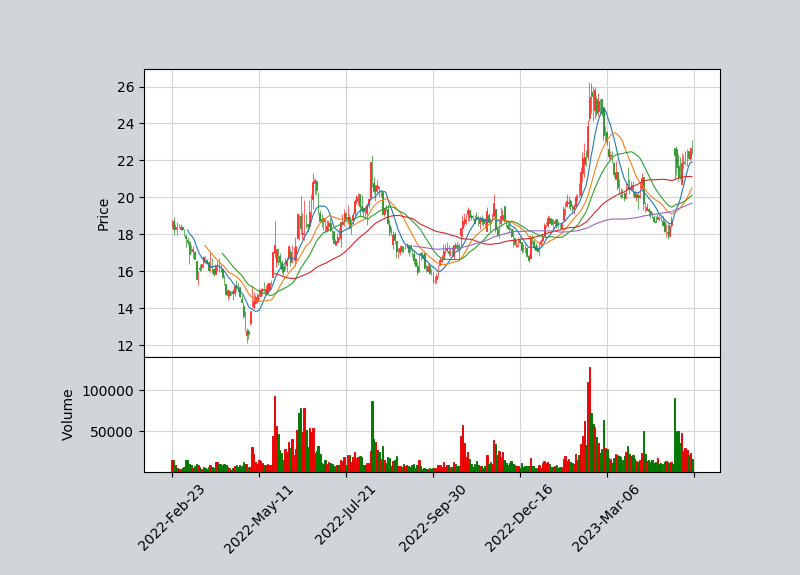 26
24
22
20
18
16
14
12
Price
100000
50000
Volume
2022-Feb-23
2022-May-11
2022-Jul-21
2022-Sep-30
2022-Dec-16
2023-Mar-06